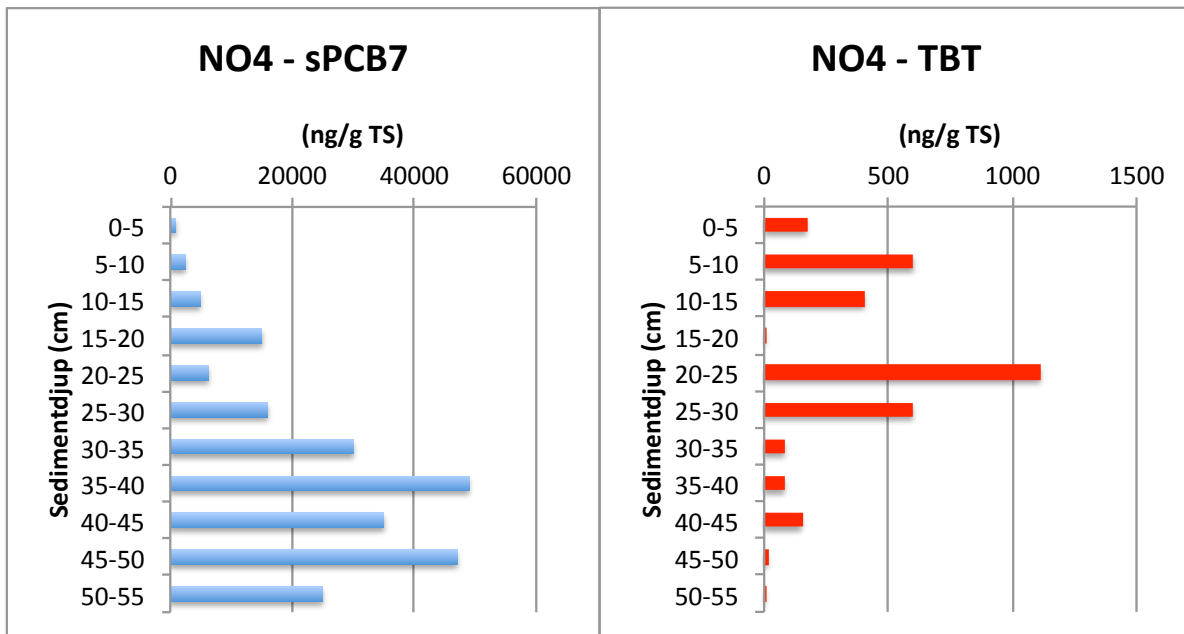 NO4 - sPCB7
(ng/g TS)
0 20000 40000 60000
Sedimentdjup (cm)
0-5
5-10
10-15
15-20
20-25
25-30
30-35
35-40
40-45
45-50
50-55
NO4 - TBT
(ng/g TS)
0 500 1000 1500
Sedimentdjup (cm)
0-5
5-10
10-15
15-20
20-25
25-30
30-35
35-40
40-45
45-50
50-55